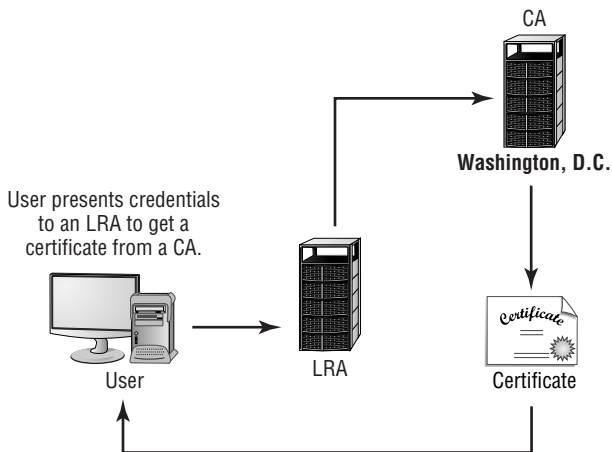 CA
Washington, D.C.
User presents credentials
to an LRA to get a
certificate from a CA.
Certificate
User
LRA
Certificate